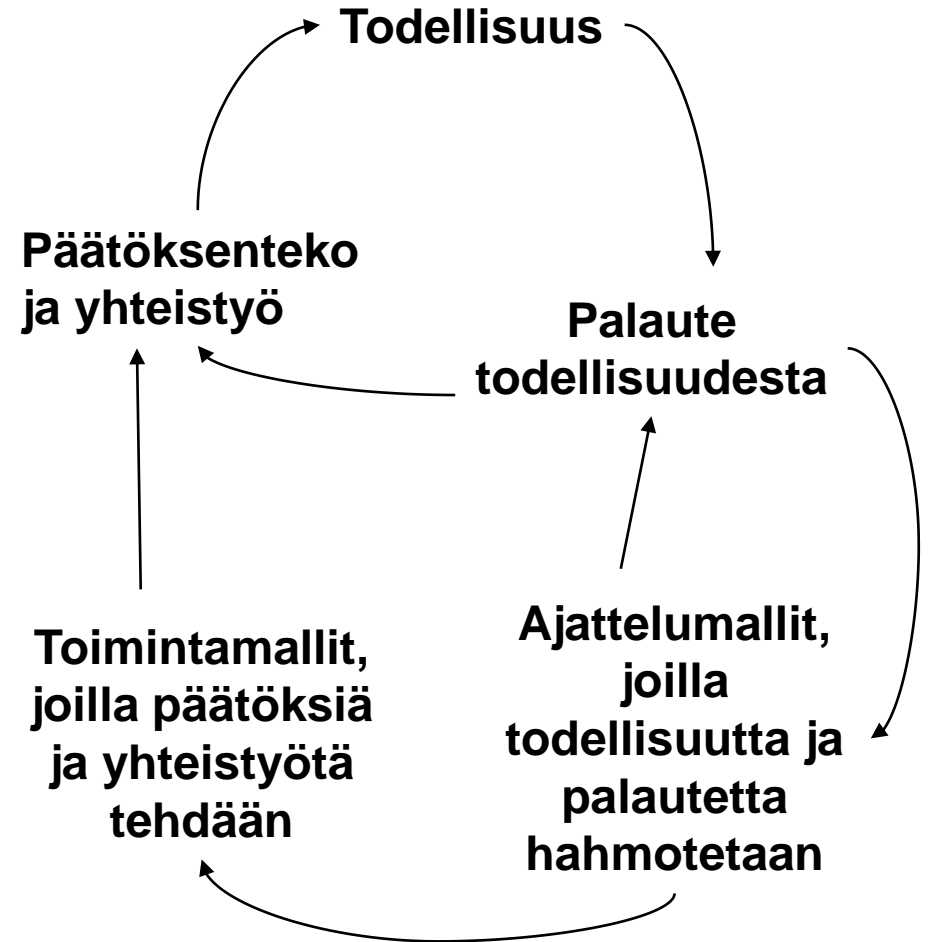 Todellisuus
Päätöksenteko
ja yhteistyö
Palaute
todellisuudesta
Toimintamallit,
joilla päätöksiä
ja yhteistyötä
tehdään
Ajattelumallit,
joilla
todellisuutta ja
palautetta
hahmotetaan